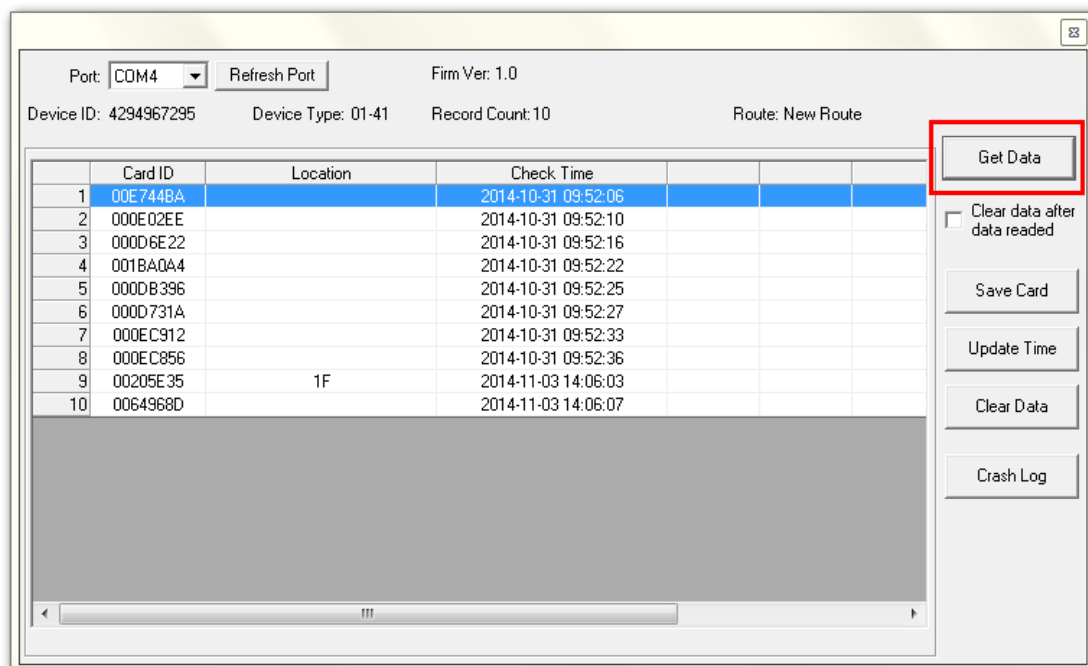 Port: COM4 Refresh Port Firm Ver: 1.0
Device ID: 4294967295 Device Type: 01-41 Record Count:10 Route: New Route
Get Data
Clear data after
data readed
Save Card
Update Time
Clear Data
Crash Log
Card ID Location Check Time
1 00E744BA 2014-10-31 09:52:06
2 000E02EE 2014-10-31 09:52:10
3 000D6E22 2014-10-31 09:52:16
4 001BA0A4 2014-10-31 09:52:22
5 000DB396 2014-10-31 09:52:25
6 000D731A 2014-10-31 09:52:27
7 000EC912 2014-10-31 09:52:33
8 000EC856 2014-10-31 09:52:36
9 00205E35 1F 2014-11-03 14:06:03
10 0064968D 2014-11-03 14:06:07